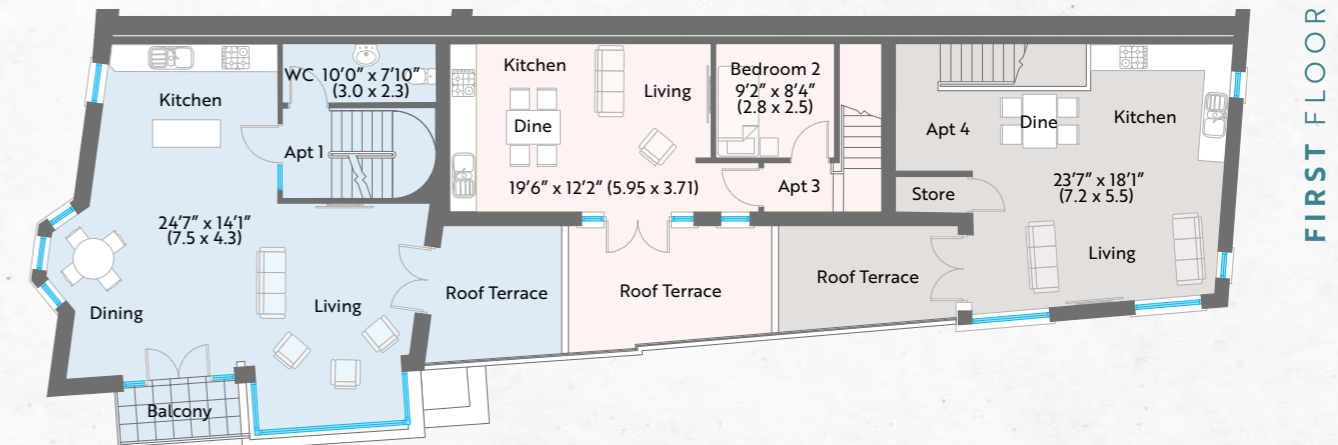 Kitchen
WC 10'0" x 7'10"
(3.0 x 2.3)
Apt 1
24'7" x 14'1"
(7.5 x 4.3)
Dining
Living
Balcony
Roof Terrace
Kitchen
Living
Dine
19'6" x 12'2" (5.95 x 3.71)
Bedroom 2
9'2" x 8'4"
(2.8 x 2.5)
Apt 3
Roof Terrace
Roof Terrace
Apt 4
Dine
Kitchen
Store
23'7" x 18'1"
(7.2 x 5.5)
Living
FIRST FLOOR